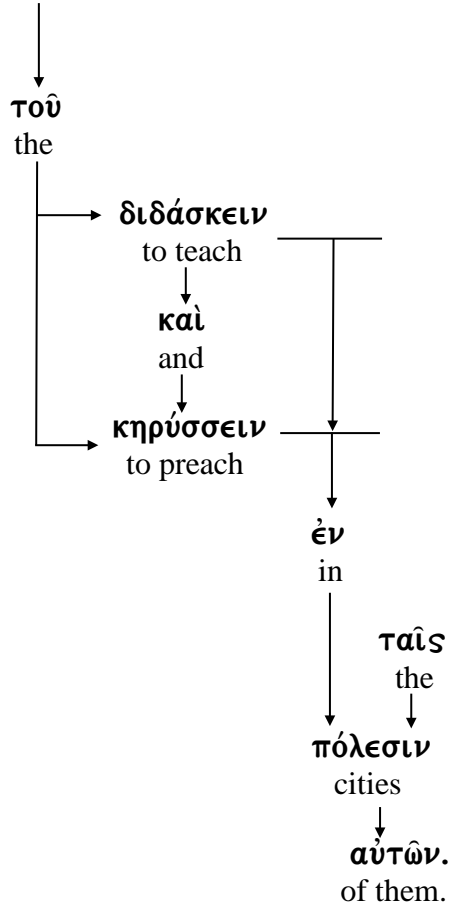 τοῦ
the
διδάσκειν
to teach
καὶ
and
κηρύσσειν
to preach
ἐν
in
ταῖς
the
πόλεσιν
cities
αὐτῶν.
of them.